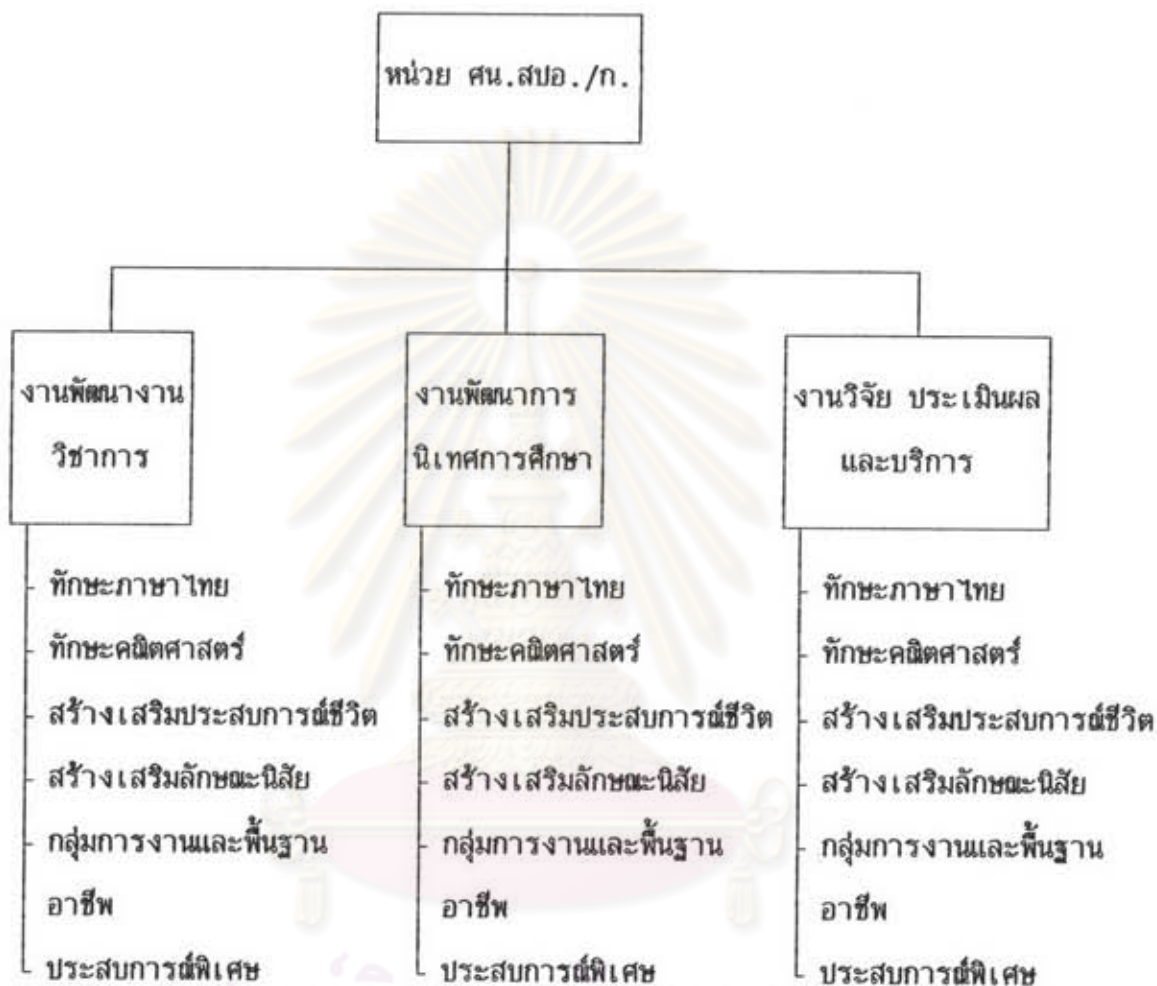 หน่วย ศน.สปอ./ก.
งานพัฒนางาน
วิชาการ
ทักษะภาษาไทย
ทักษะคณิตศาสตร์
สร้างเสริมประสบการณ์ชีวิต
สร้างเสริมลักษณะนิสัย
กลุ่มการงานและพื้นฐาน
อาชีพ
ประสบการณ์พิเศษ
งานพัฒนาการ
นิเทศการศึกษา
ทักษะภาษาไทย
ทักษะคณิตศาสตร์
สร้างเสริมประสบการณ์ชีวิต
สร้างเสริมลักษณะนิสัย
กลุ่มการงานและพื้นฐาน
อาชีพ
ประสบการณ์พิเศษ
งานวิจัย ประเมินผล
และบริการ
ทักษะภาษาไทย
ทักษะคณิตศาสตร์
สร้างเสริมประสบการณ์ชีวิต
สร้างเสริมลักษณะนิสัย
กลุ่มการงานและพื้นฐาน
อาชีพ
ประสบการณ์พิเศษ